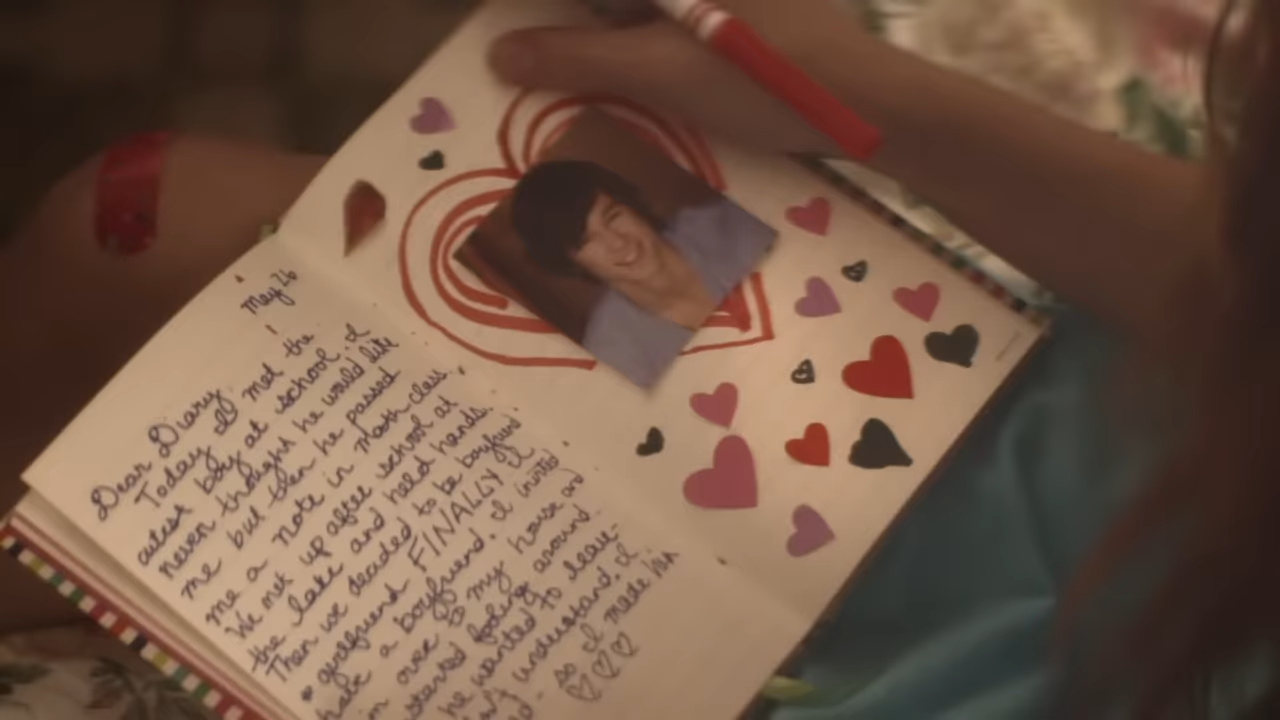 May 26
Dear Diary
Today I met the
cutest boy at school. I
never thought he would like
me but then he passed
me a note in math class.
We met up after school at
the lake and held hands.
Then we decided to be boyfriend
girlfriend. FINALLY I
have a boyfriend. I invited
over to my house and
started fooling around.
he wanted to leave
understand. I
so I made him